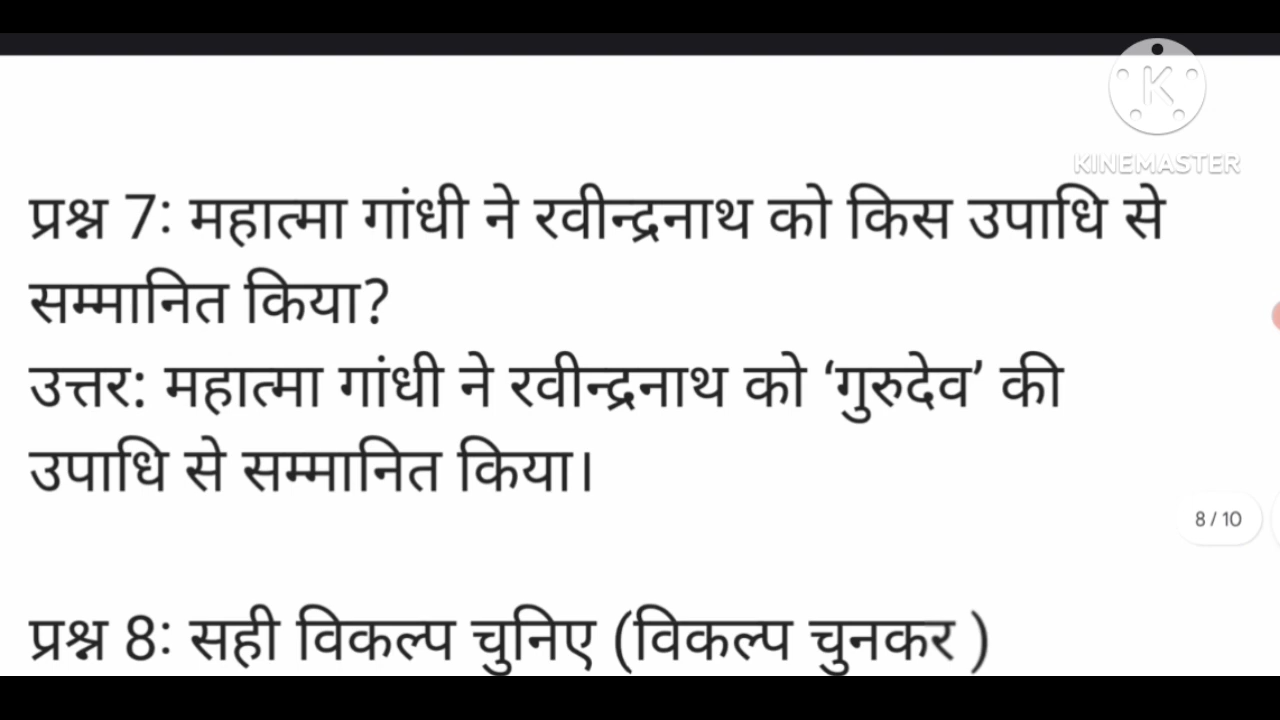 K
KINEMASTER
प्रश्न 7: महात्मा गांधी ने रवीन्द्रनाथ को किस उपाधि से
सम्मानित किया?
उत्तर: महात्मा गांधी ने रवीन्द्रनाथ को ‘गुरुदेव’ की
उपाधि से सम्मानित किया।
8 / 10
प्रश्न 8: सही विकल्प चुनिए (विकल्प चुनकर )